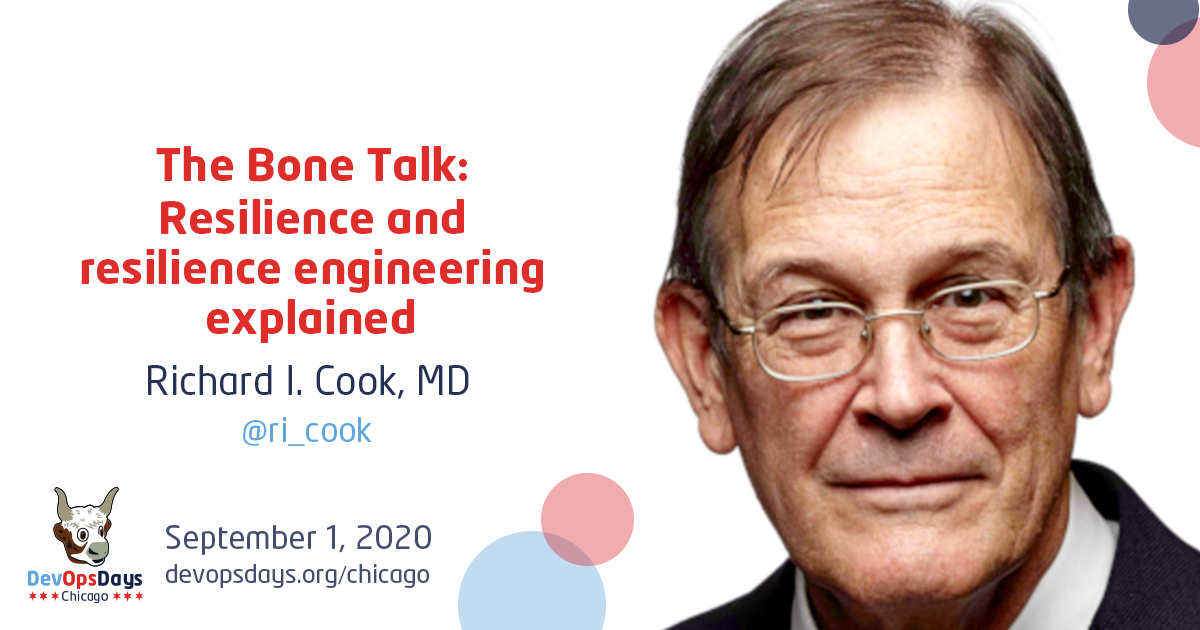 The Bone Talk:
Resilience and
resilience engineering
explained
Richard I. Cook, MD
@ri_cook
September 1, 2020
devopsdays.org/chicago
DevOpsDays
Chicago